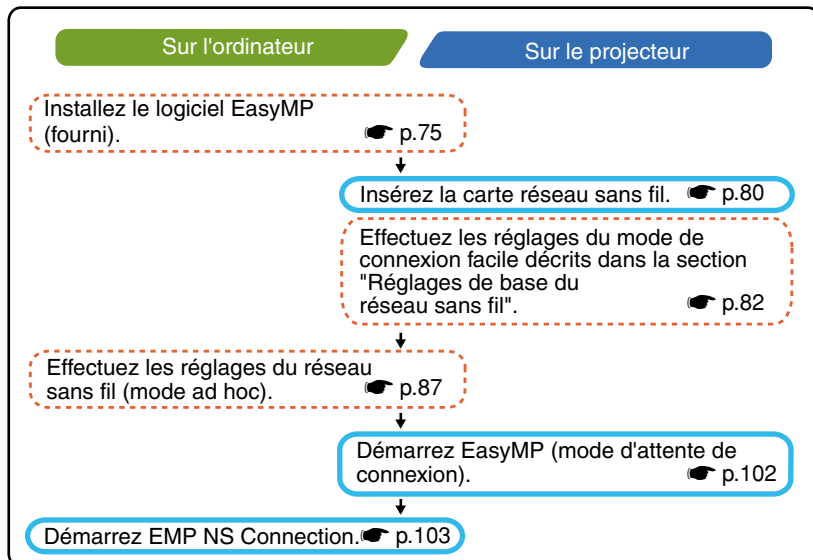 Sur l'ordinateur
Sur le projecteur
Installez le logiciel EasyMP
(fourni).
p.75
Insérez la carte réseau sans fil.
p.80
Effectuez les réglages du mode de
connexion facile décrits dans la section
"Réglages de base du
réseau sans fil".
p.82
Effectuez les réglages du réseau
sans fil (mode ad hoc).
p.87
Démarrez EasyMP (mode d'attente de
connexion).
p.102
Démarrez EMP NS Connection.
p.103